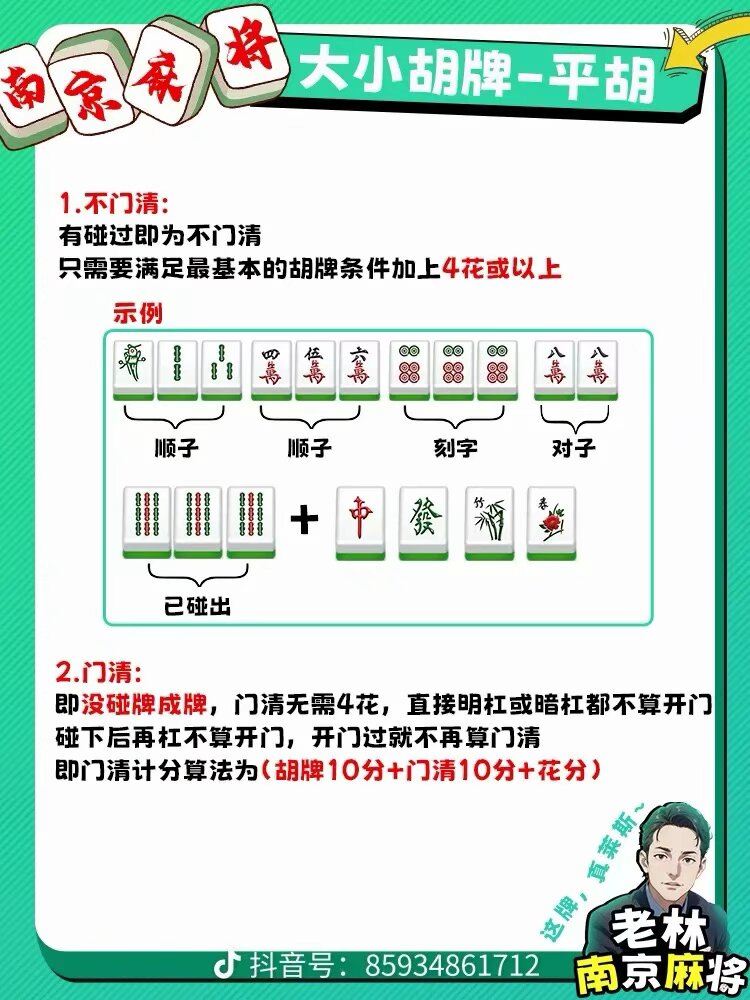 南京麻将
大小胡牌-平胡
1.不门清:
有碰过即为不门清
只需要满足最基本的胡牌条件加上4花或以上
示例
四萬 伍萬 六萬 八萬 八萬
顺子 顺子 刻字 对子
+ 中 發 竹 春
已碰出
2.门清:
即没碰牌成牌，门清无需4花，直接明杠或暗杠都不算开门
碰下后再杠不算开门，开门过就不再算门清
即门清计分算法为(胡牌10分+门清10分+花分)
这牌，真莱斯~
老林
南京麻将
抖音号：85934861712